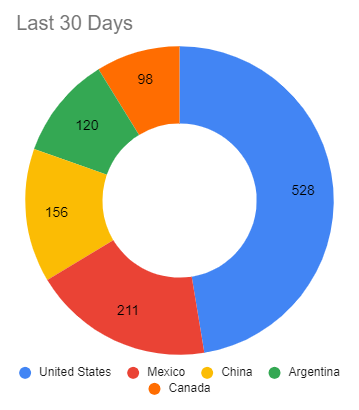 Last 30 Days
98
120
528
156
211
United States Mexico China Argentina
Canada